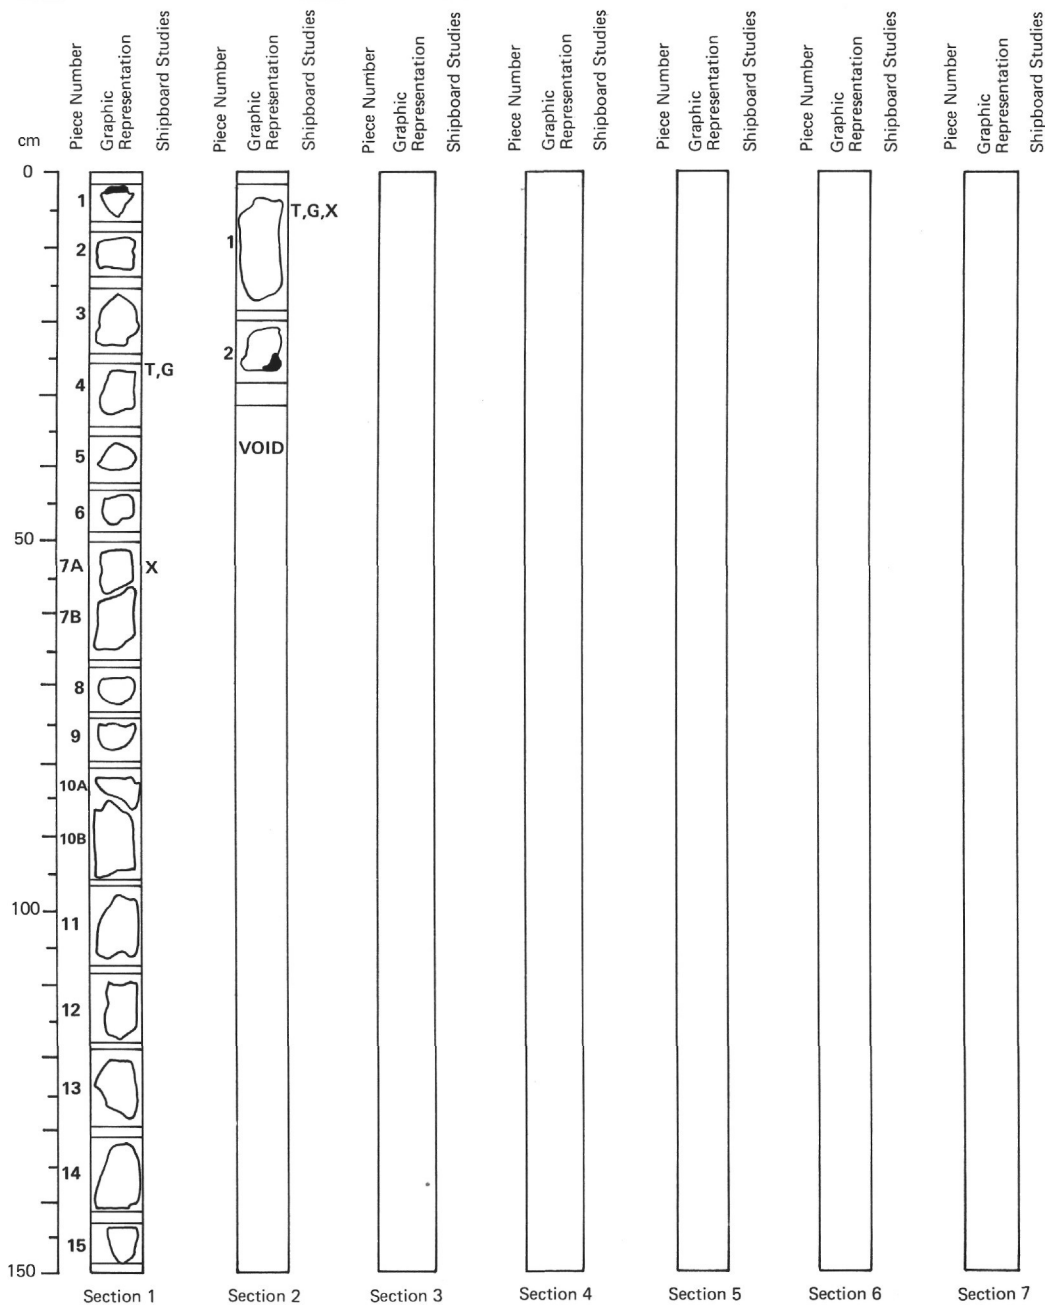 cm
Piece Number
Graphic
Representation
Shipboard Studies
Piece Number
Graphic
Representation
Shipboard Studies
Piece Number
Graphic
Representation
Shipboard Studies
Piece Number
Graphic
Representation
Shipboard Studies
Piece Number
Graphic
Representation
Shipboard Studies
Piece Number
Graphic
Representation
Shipboard Studies
Piece Number
Graphic
Representation
Shipboard Studies
0
50
100
150
1
2
3
4
T,G
5
6
7A
X
7B
8
9
10A
10B
11
12
13
14
15
1
T,G,X
2
VOID
Section 1
Section 2
Section 3
Section 4
Section 5
Section 6
Section 7